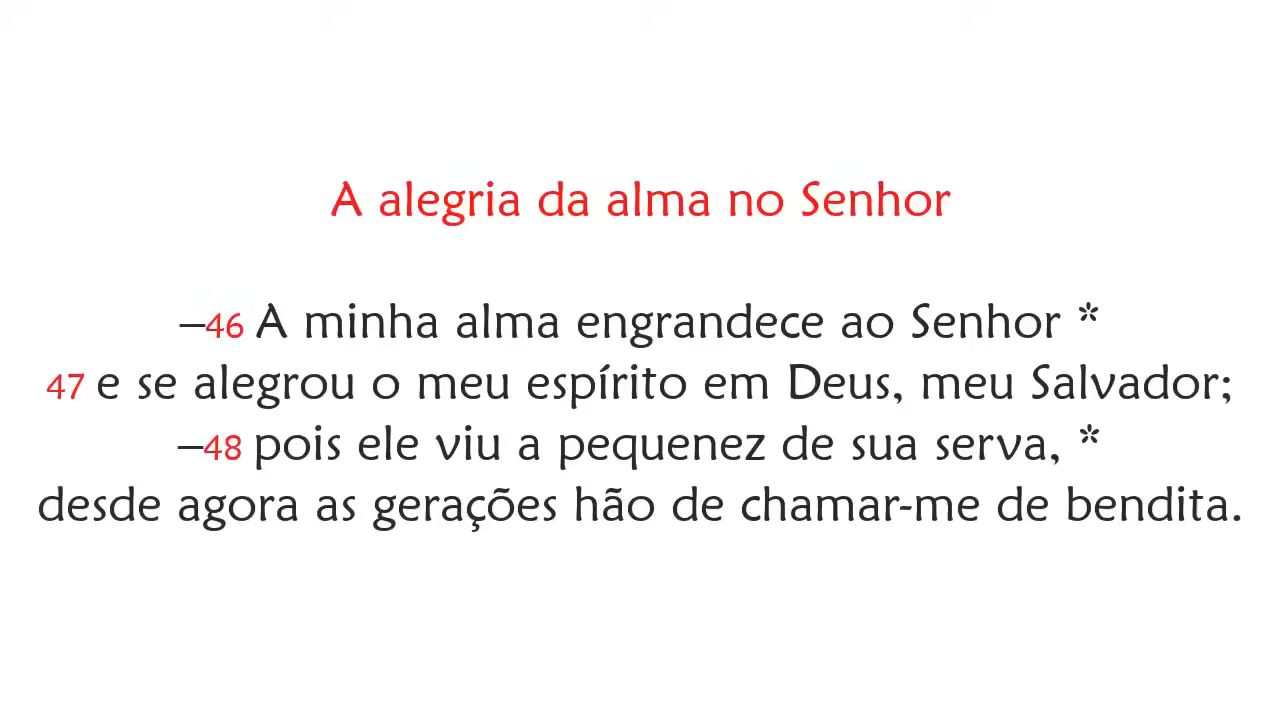 A alegria da alma no Senhor
–46 A minha alma engrandece ao Senhor *
47 e se alegrou o meu espírito em Deus, meu Salvador;
–48 pois ele viu a pequenez de sua serva, *
desde agora as gerações hão de chamar-me de bendita.